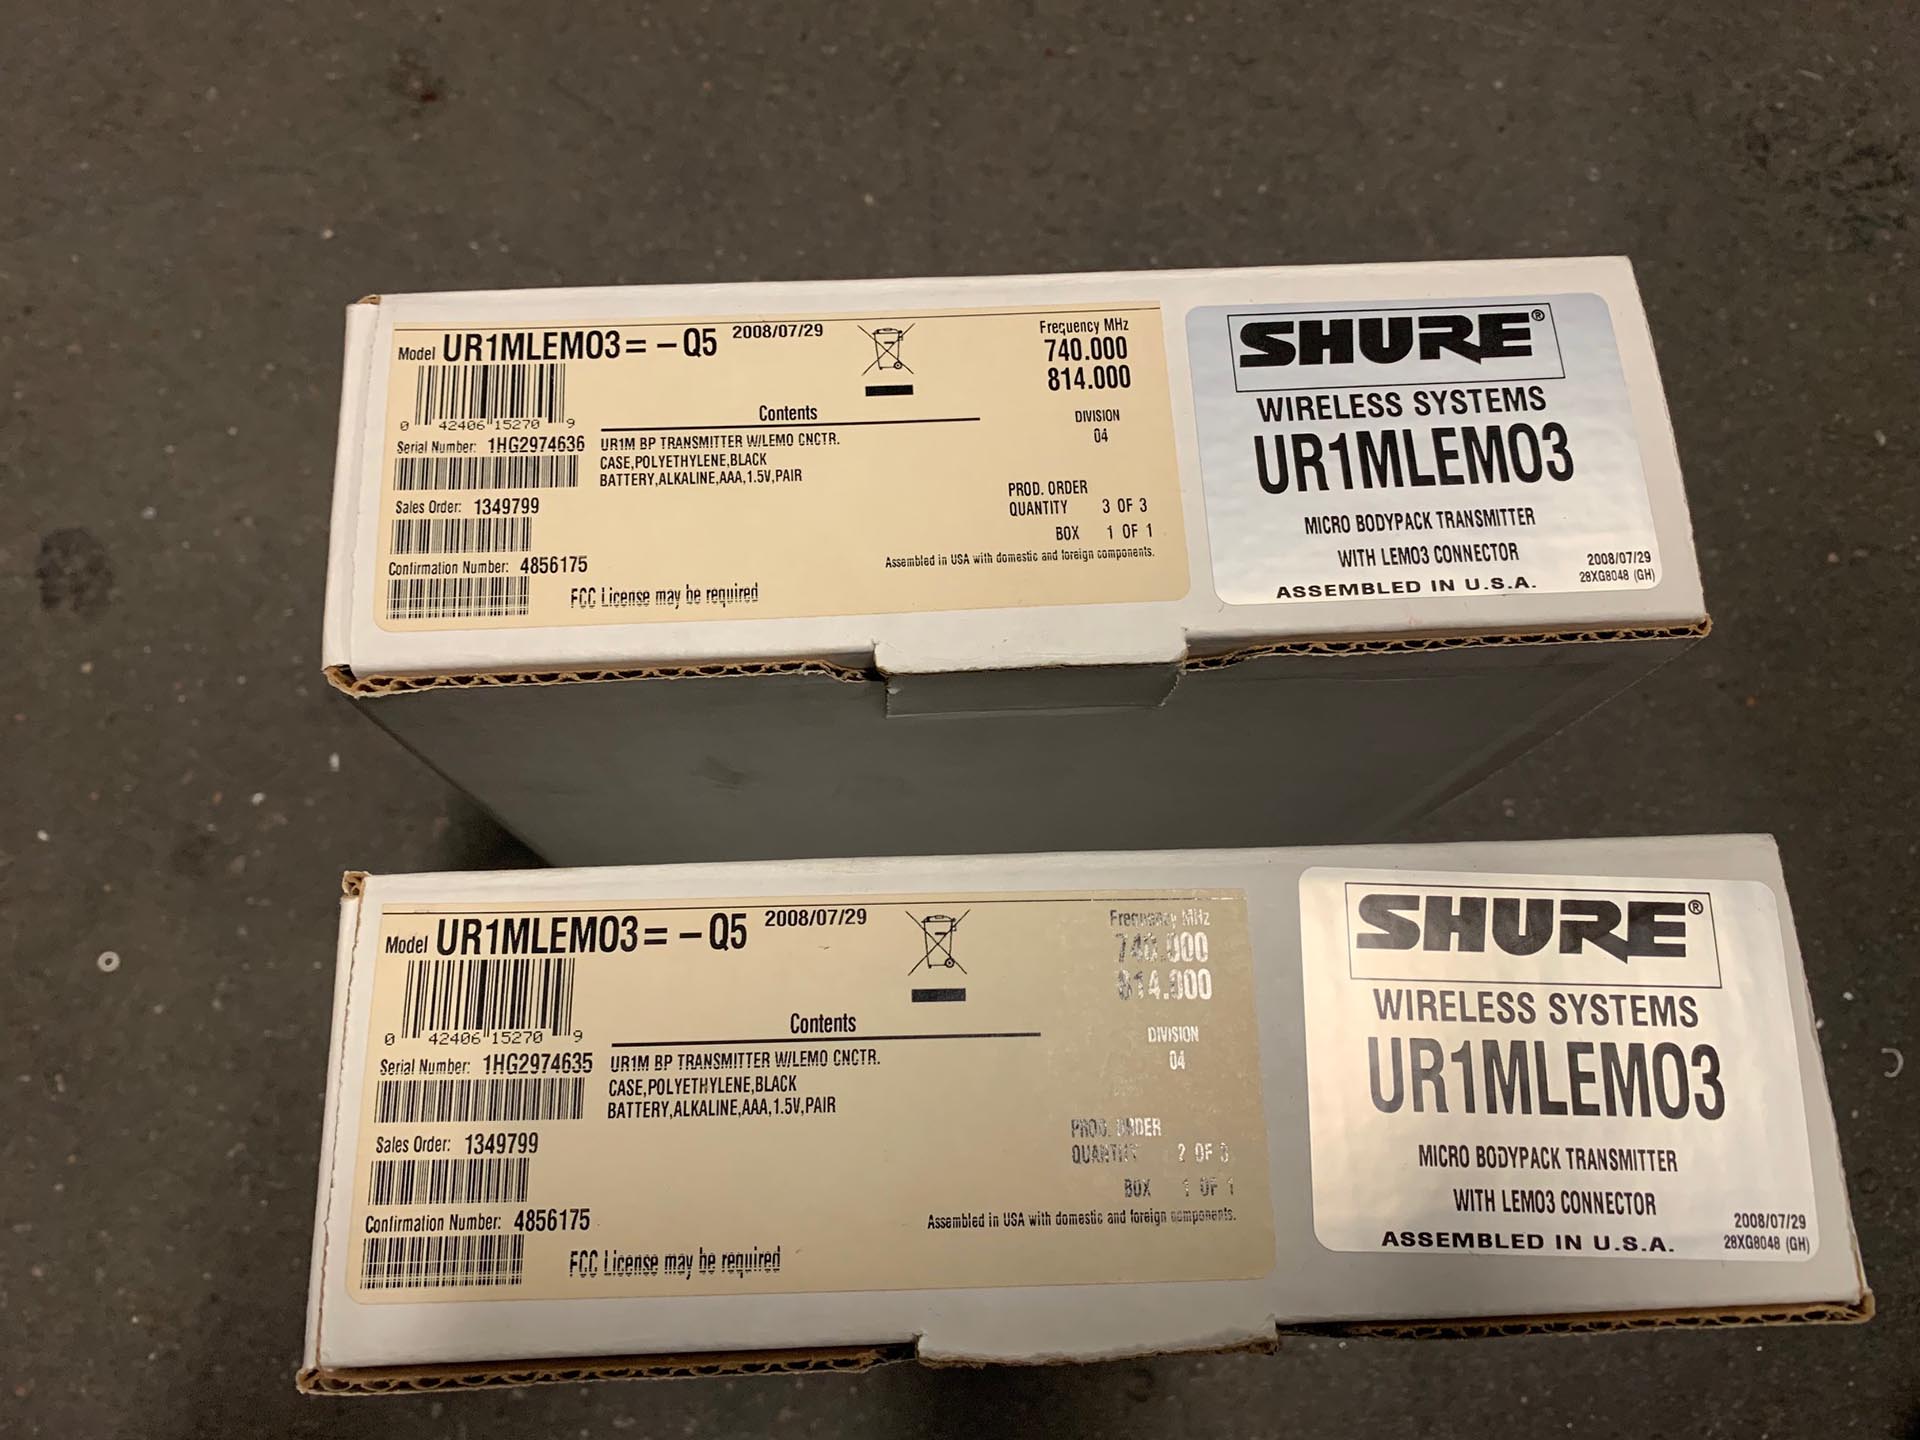 Model UR1MLEMO3= -Q5 2008/07/29
0 42406 15270 9
Serial Number: 1HG2974636
Sales Order: 1349799
Confirmation Number: 4856175
Contents
UR1M BP TRANSMITTER W/LEMO CNCTR.
CASE,POLYETHYLENE,BLACK
BATTERY,ALKALINE,AAA,1.5V,PAIR
FCC License may be required
Frequency MHz
740.000
814.000
DIVISION
04
PROD. ORDER
QUANTITY 3 OF 3
BOX 1 OF 1
Assembled in USA with domestic and foreign components.
SHURE®
WIRELESS SYSTEMS
UR1MLEMO3
MICRO BODYPACK TRANSMITTER
WITH LEMO3 CONNECTOR
ASSEMBLED IN U.S.A.
2008/07/29
28XG8048 (GH)
Model UR1MLEMO3= -Q5 2008/07/29
0 42406 15270 9
Serial Number: 1HG2974635
Sales Order: 1349799
Confirmation Number: 4856175
Contents
UR1M BP TRANSMITTER W/LEMO CNCTR.
CASE,POLYETHYLENE,BLACK
BATTERY,ALKALINE,AAA,1.5V,PAIR
FCC License may be required
Frequency MHz
740.000
814.000
DIVISION
04
PROD. ORDER
QUANTITY 2 OF 3
BOX 1 OF 1
Assembled in USA with domestic and foreign components.
SHURE®
WIRELESS SYSTEMS
UR1MLEMO3
MICRO BODYPACK TRANSMITTER
WITH LEMO3 CONNECTOR
ASSEMBLED IN U.S.A.
2008/07/29
28XG8048 (GH)